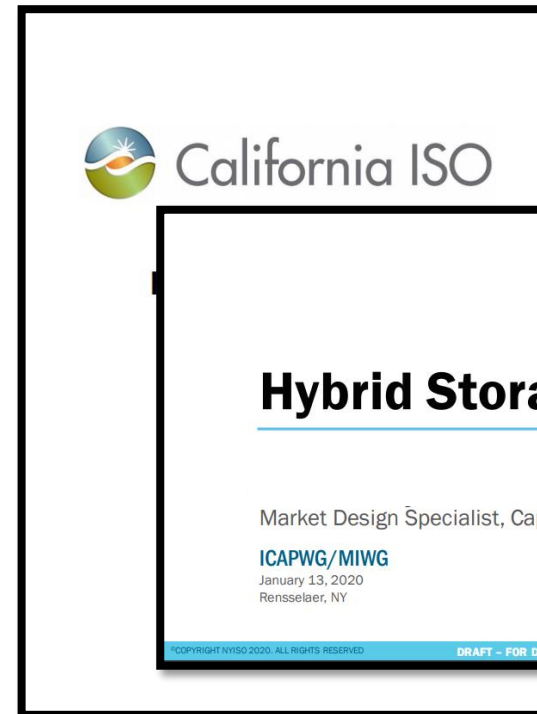 California ISO
Hybrid Stora
Market Design Specialist, Ca
ICAPWG/MIWG
January 13, 2020
Rensselaer, NY
©COPYRIGHT NYISO 2020. ALL RIGHTS RESERVED
DRAFT – FOR D